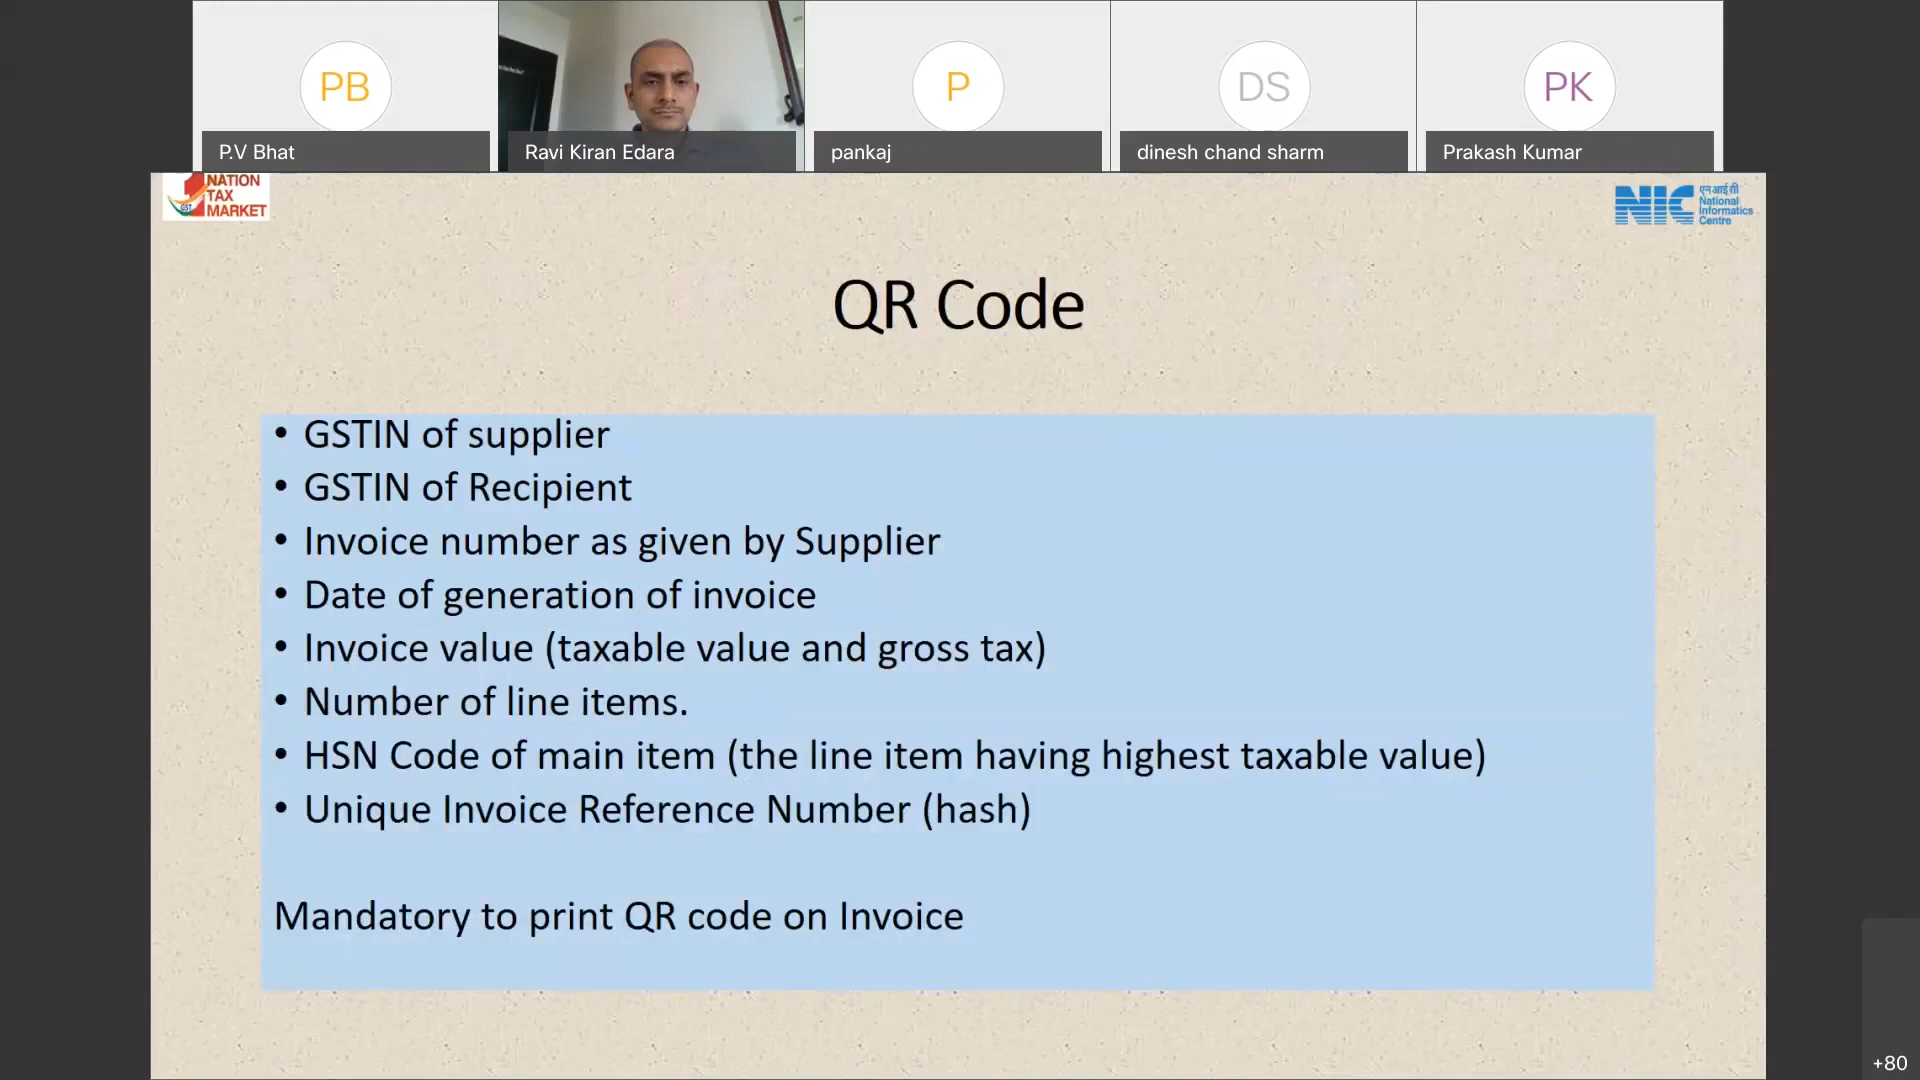 PB
P
DS
PK
P.V Bhat
Ravi Kiran Edara
pankaj
dinesh chand sharm
Prakash Kumar
NATION
TAX
MARKET
GST
NIC
एन आई सी
National
Informatics
Centre
QR Code
• GSTIN of supplier
• GSTIN of Recipient
• Invoice number as given by Supplier
• Date of generation of invoice
• Invoice value (taxable value and gross tax)
• Number of line items.
• HSN Code of main item (the line item having highest taxable value)
• Unique Invoice Reference Number (hash)
Mandatory to print QR code on Invoice
+80